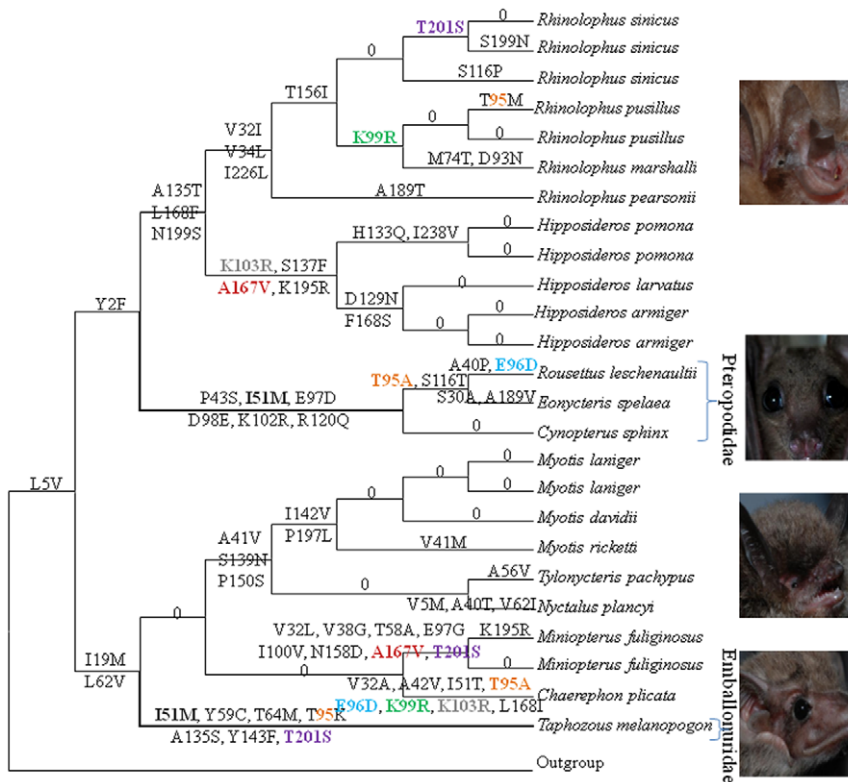 0
Rhinolophus sinicus
T201S
0
S199N
Rhinolophus sinicus
S116P
Rhinolophus sinicus
T156I
T95M
Rhinolophus pusillus
0
K99R
0
Rhinolophus pusillus
V32I
V34L
I226L
M74T, D93N
Rhinolophus marshalli
A135T
L168F
N199S
A189T
Rhinolophus pearsonii
H133Q, I238V
0
Hipposideros pomona
0
Hipposideros pomona
K103R, S137F
A167V, K195R
0
Hipposideros larvatus
D129N
F168S
0
0
Hipposideros armiger
0
Hipposideros armiger
Y2F
A40P, E96D
Rousettus leschenaultii
T95A, S116T
S30A, A189V
Eonycteris spelaea
P43S, I51M, E97D
D98E, K102R, R120Q
0
Cynopterus sphinx
Pteropodidae
L5V
0
Myotis laniger
0
0
Myotis laniger
0
0
Myotis davidii
I142V
P197L
V41M
Myotis ricketti
A41V
S139N
P150S
A56V
Tylonycteris pachypus
0
V5M, A40T, V62I
Nyctalus plancyi
0
V32L, V38G, T58A, E97G
I100V, N158D, A167V, T201S
K195R
Miniopterus fuliginosus
0
0
Miniopterus fuliginosus
I19M
L62V
V32A, A42V, I51T, T95A
E96D, K99R, K103R, L168I
Chaerephon plicata
I51M, Y59C, T64M, T95K
A135S, Y143F, T201S
Taphozous melanopogon
Emballonuridae
Outgroup